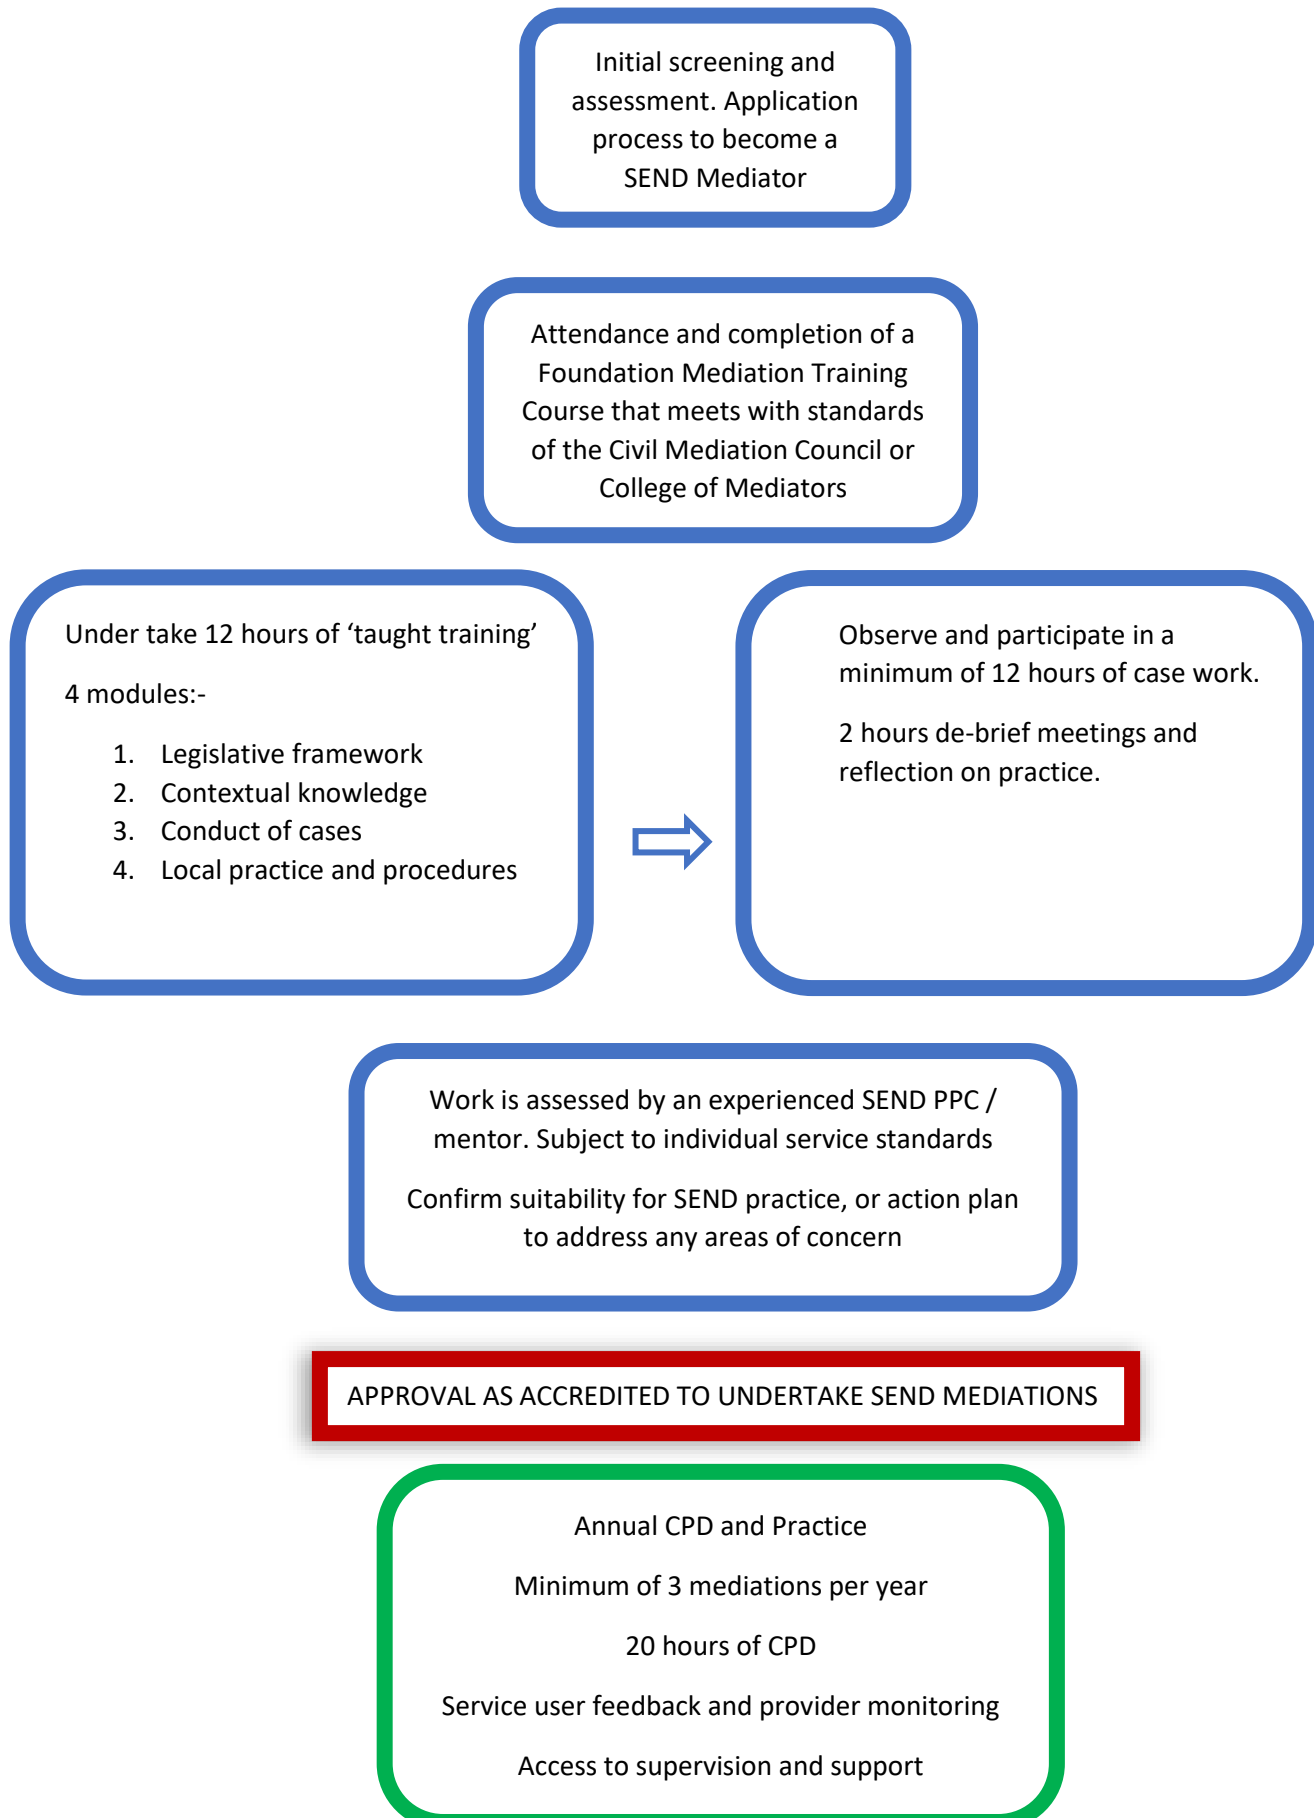 Initial screening and
assessment. Application
process to become a
SEND Mediator
Attendance and completion of a
Foundation Mediation Training
Course that meets with standards
of the Civil Mediation Council or
College of Mediators
Under take 12 hours of ‘taught training’
4 modules:-
1. Legislative framework
2. Contextual knowledge
3. Conduct of cases
4. Local practice and procedures
Observe and participate in a
minimum of 12 hours of case work.
2 hours de-brief meetings and
reflection on practice.
Work is assessed by an experienced SEND PPC /
mentor. Subject to individual service standards
Confirm suitability for SEND practice, or action plan
to address any areas of concern
APPROVAL AS ACCREDITED TO UNDERTAKE SEND MEDIATIONS
Annual CPD and Practice
Minimum of 3 mediations per year
20 hours of CPD
Service user feedback and provider monitoring
Access to supervision and support